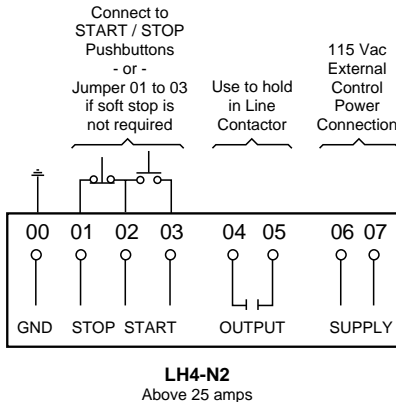 Connect to
START / STOP
Pushbuttons
- or -
Jumper 01 to 03
if soft stop is
not required
Use to hold
in Line
Contactor
115 Vac
External
Control
Power
Connection
00 01 02 03 04 05 06 07
GND STOP START OUTPUT SUPPLY
LH4-N2
Above 25 amps